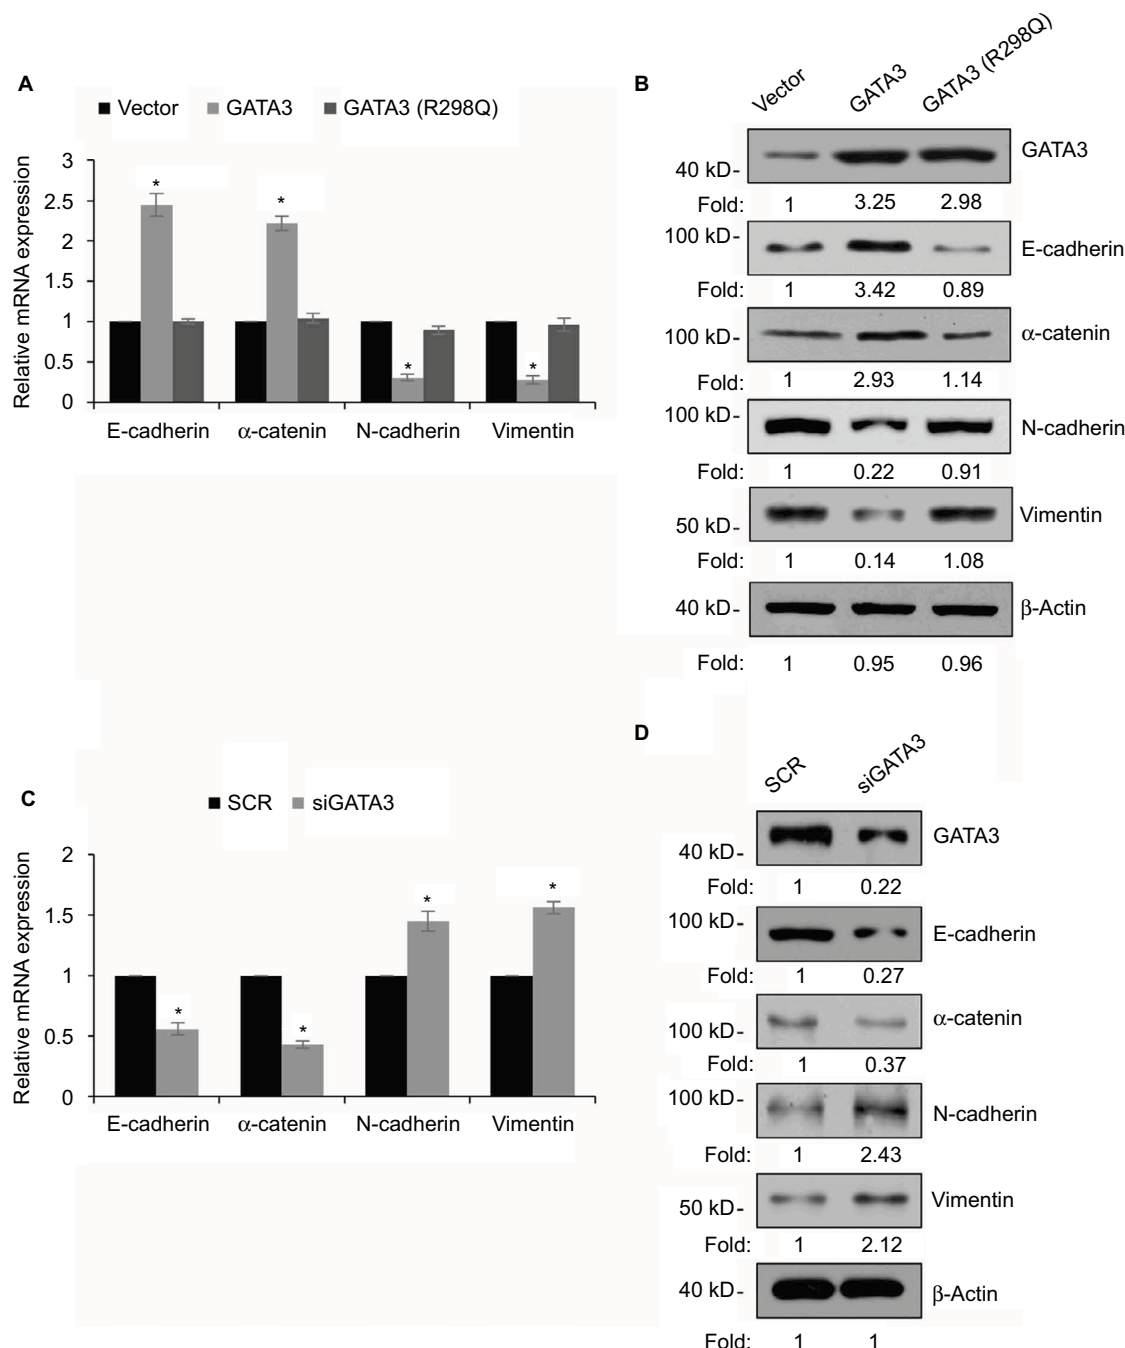 A
Vector GATA3 GATA3 (R298Q)
Relative mRNA expression
3
2.5
2
1.5
1
0.5
0
* * * *
E-cadherin α-catenin N-cadherin Vimentin
B
Vector GATA3 GATA3 (R298Q)
40 kD- GATA3
Fold: 1 3.25 2.98
100 kD- E-cadherin
Fold: 1 3.42 0.89
100 kD- α-catenin
Fold: 1 2.93 1.14
100 kD- N-cadherin
Fold: 1 0.22 0.91
50 kD- Vimentin
Fold: 1 0.14 1.08
40 kD- β-Actin
Fold: 1 0.95 0.96
C
SCR siGATA3
Relative mRNA expression
2
1.5
1
0.5
0
* * * *
E-cadherin α-catenin N-cadherin Vimentin
D
SCR siGATA3
40 kD- GATA3
Fold: 1 0.22
100 kD- E-cadherin
Fold: 1 0.27
100 kD- α-catenin
Fold: 1 0.37
100 kD- N-cadherin
Fold: 1 2.43
50 kD- Vimentin
Fold: 1 2.12
40 kD- β-Actin
Fold: 1 1